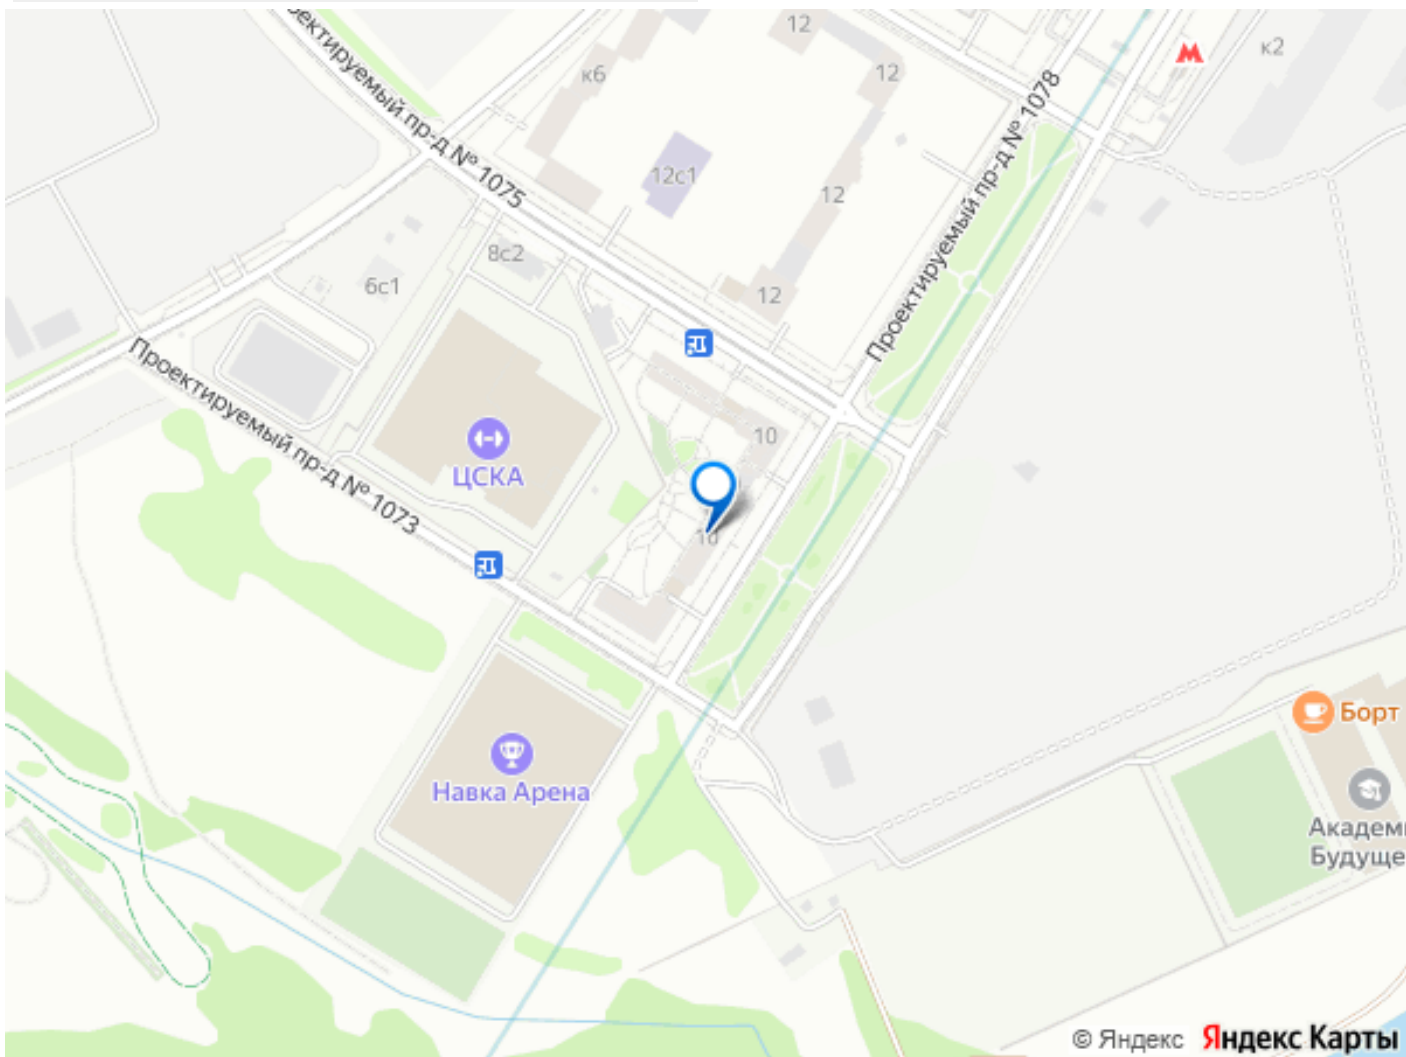 12
к2
к6
12
ектируемый пр-д № 1075
Проектируемый пр-д № 1078
12с1
12
8с2
6с1
12
Проектируемый пр-д № 1073
10
ЦСКА
10
Борт
Навка Арена
Академи
Будуще
© Яндекс Яндекс Карты